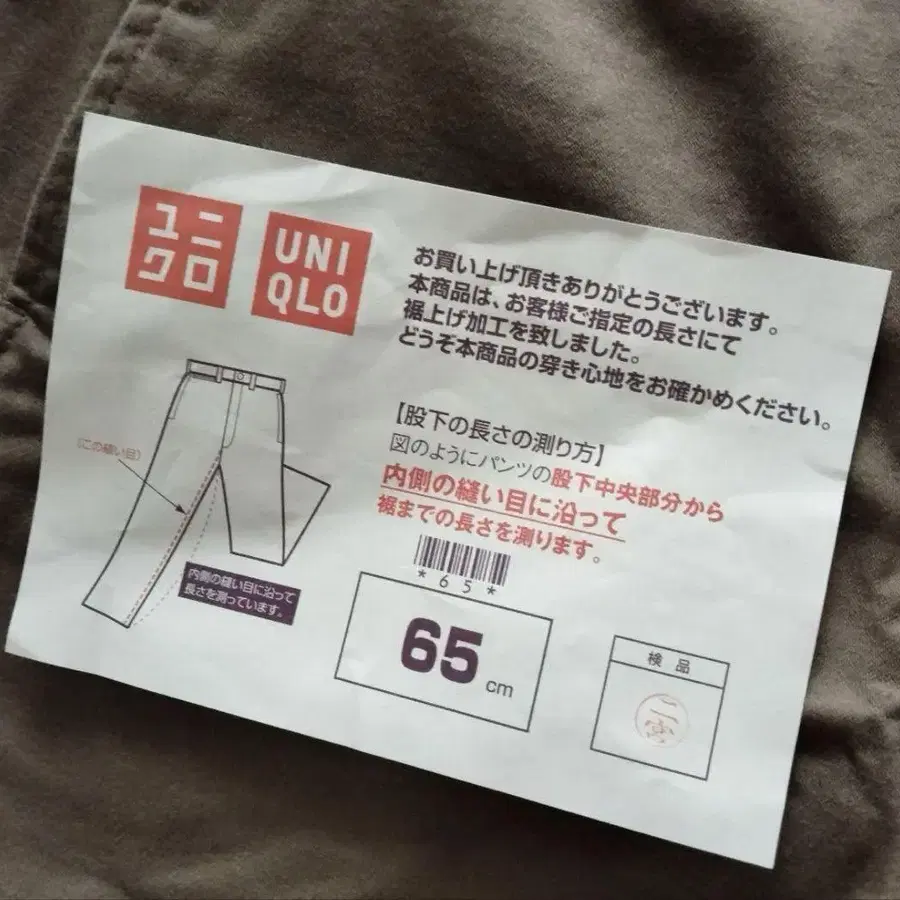 ユニ
クロ
UNI
QLO
お買い上げ頂きありがとうございます。
本商品は、お客様ご指定の長さにて
裾上げ加工を致しました。
どうぞ本商品の穿き心地をお確かめください。
【股下の長さの測り方】
図のようにパンツの股下中央部分から
内側の縫い目に沿って
裾までの長さを測ります。
(この縫い目)
内側の縫い目に沿って
長さを測っています。
*65*
65 cm
検品